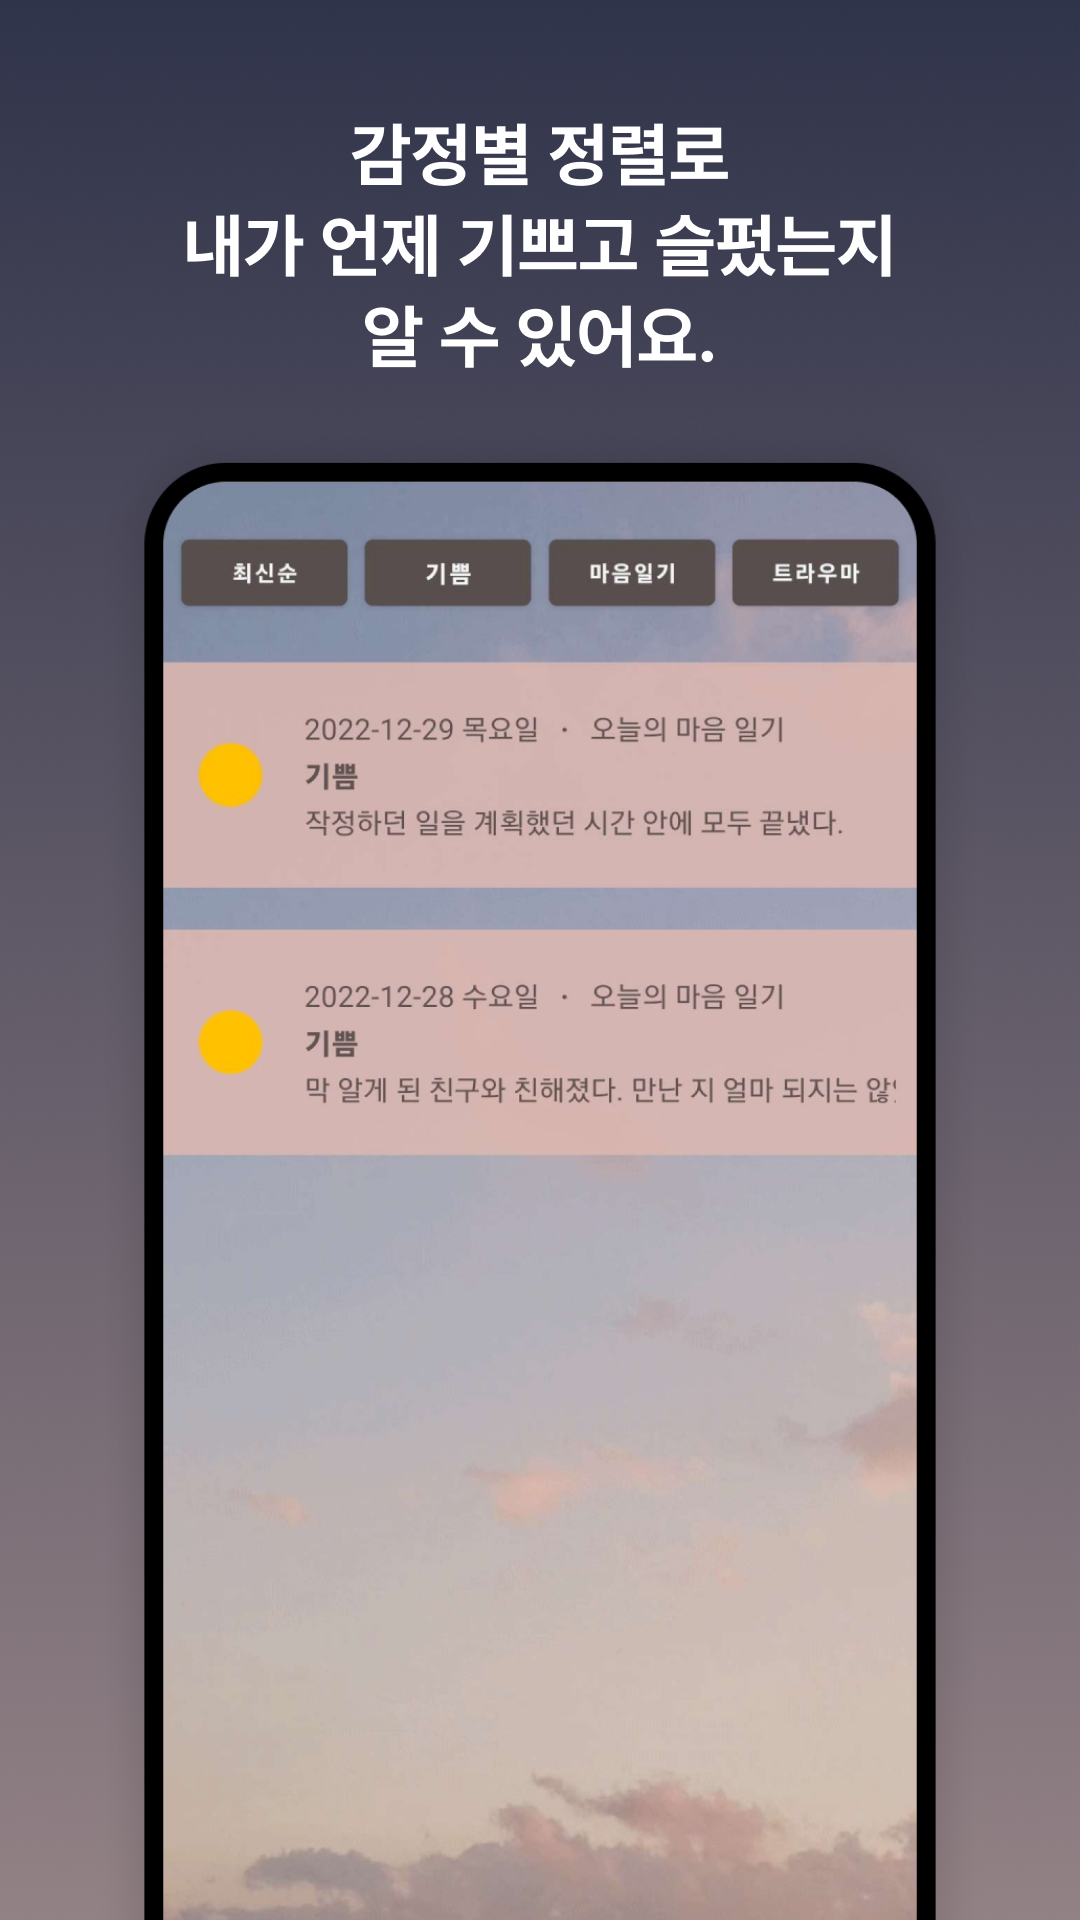 감정별 정렬로
내가 언제 기쁘고 슬펐는지
알 수 있어요.
최신순 기쁨 마음일기 트라우마
2022-12-29 목요일 · 오늘의 마음 일기
기쁨
작정하던 일을 계획했던 시간 안에 모두 끝냈다.
2022-12-28 수요일 · 오늘의 마음 일기
기쁨
막 알게 된 친구와 친해졌다. 만난 지 얼마 되지는